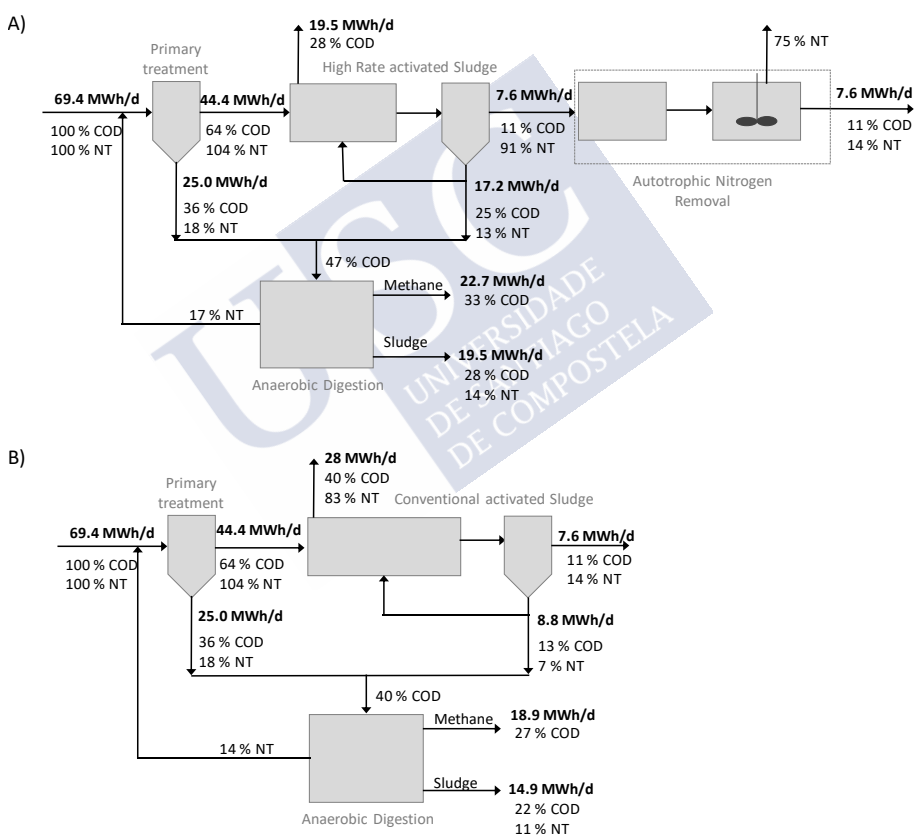 A)
19.5 MWh/d
28 % COD
75 % NT
Primary
treatment
High Rate activated Sludge
69.4 MWh/d
44.4 MWh/d
7.6 MWh/d
7.6 MWh/d
100 % COD
100 % NT
64 % COD
104 % NT
11 % COD
91 % NT
11 % COD
14 % NT
25.0 MWh/d
36 % COD
18 % NT
17.2 MWh/d
25 % COD
13 % NT
Autotrophic Nitrogen
Removal
47 % COD
Methane
22.7 MWh/d
33 % COD
17 % NT
Sludge
19.5 MWh/d
28 % COD
14 % NT
Anaerobic Digestion
USC
UNIVERSIDADE
DE SANTIAGO
DE COMPOSTELA
B)
28 MWh/d
40 % COD
83 % NT
Primary
treatment
Conventional activated Sludge
69.4 MWh/d
44.4 MWh/d
7.6 MWh/d
100 % COD
100 % NT
64 % COD
104 % NT
11 % COD
14 % NT
25.0 MWh/d
36 % COD
18 % NT
8.8 MWh/d
13 % COD
7 % NT
40 % COD
Methane
18.9 MWh/d
27 % COD
14 % NT
Sludge
14.9 MWh/d
22 % COD
11 % NT
Anaerobic Digestion